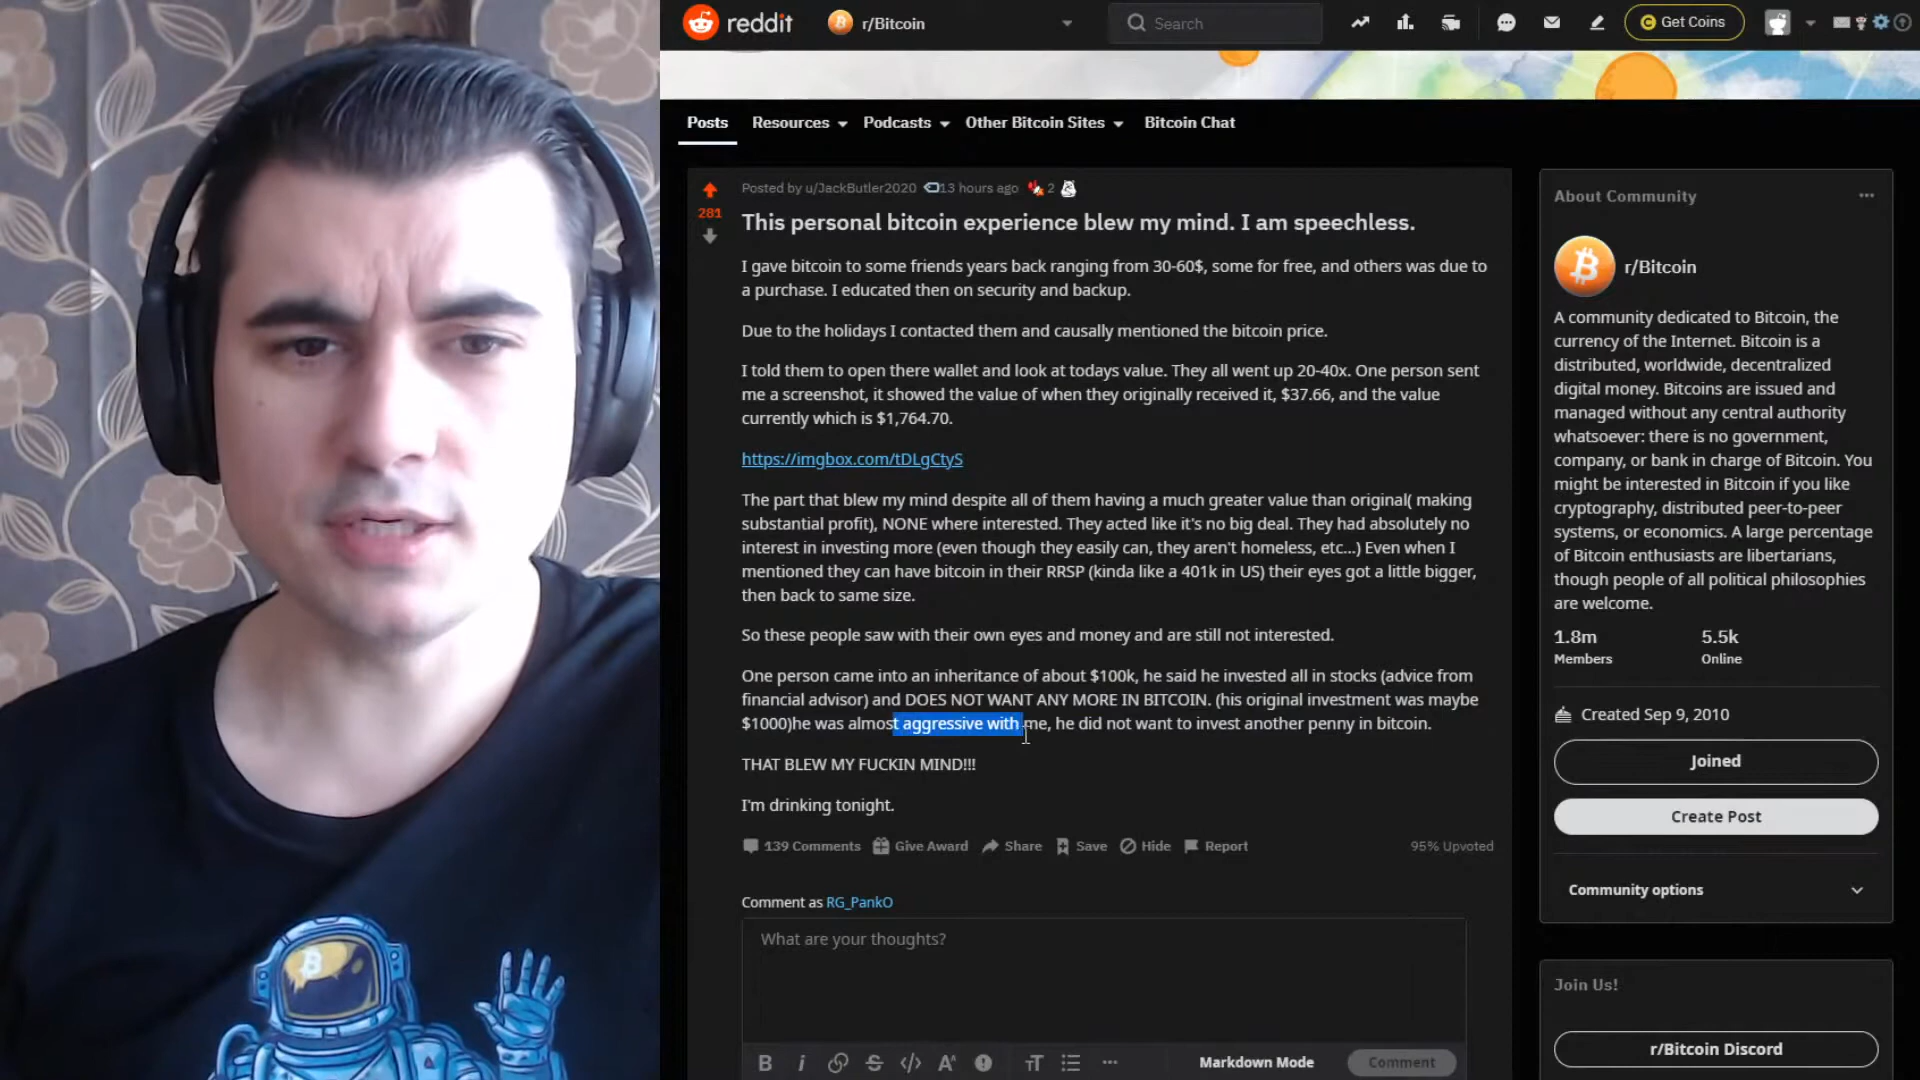 reddit
r/Bitcoin
Search
Get Coins
Posts
Resources
Podcasts
Other Bitcoin Sites
Bitcoin Chat
281
Posted by u/JackButler2020 13 hours ago 2
This personal bitcoin experience blew my mind. I am speechless.
I gave bitcoin to some friends years back ranging from 30-60$, some for free, and others was due to
a purchase. I educated then on security and backup.
Due to the holidays I contacted them and causally mentioned the bitcoin price.
I told them to open there wallet and look at todays value. They all went up 20-40x. One person sent
me a screenshot, it showed the value of when they originally received it, $37.66, and the value
currently which is $1,764.70.
https://imgbox.com/tDLgCtyS
The part that blew my mind despite all of them having a much greater value than original( making
substantial profit), NONE where interested. They acted like it's no big deal. They had absolutely no
interest in investing more (even though they easily can, they aren't homeless, etc...) Even when I
mentioned they can have bitcoin in their RRSP (kinda like a 401k in US) their eyes got a little bigger,
then back to same size.
So these people saw with their own eyes and money and are still not interested.
One person came into an inheritance of about $100k, he said he invested all in stocks (advice from
financial advisor) and DOES NOT WANT ANY MORE IN BITCOIN. (his original investment was maybe
$1000)he was almost aggressive with me, he did not want to invest another penny in bitcoin.
THAT BLEW MY FUCKIN MIND!!!
I'm drinking tonight.
139 Comments
Give Award
Share
Save
Hide
Report
95% Upvoted
Comment as RG_PankO
What are your thoughts?
Markdown Mode
Comment
About Community
r/Bitcoin
A community dedicated to Bitcoin, the
currency of the Internet. Bitcoin is a
distributed, worldwide, decentralized
digital money. Bitcoins are issued and
managed without any central authority
whatsoever: there is no government,
company, or bank in charge of Bitcoin. You
might be interested in Bitcoin if you like
cryptography, distributed peer-to-peer
systems, or economics. A large percentage
of Bitcoin enthusiasts are libertarians,
though people of all political philosophies
are welcome.
1.8m
Members
5.5k
Online
Created Sep 9, 2010
Joined
Create Post
Community options
Join Us!
r/Bitcoin Discord